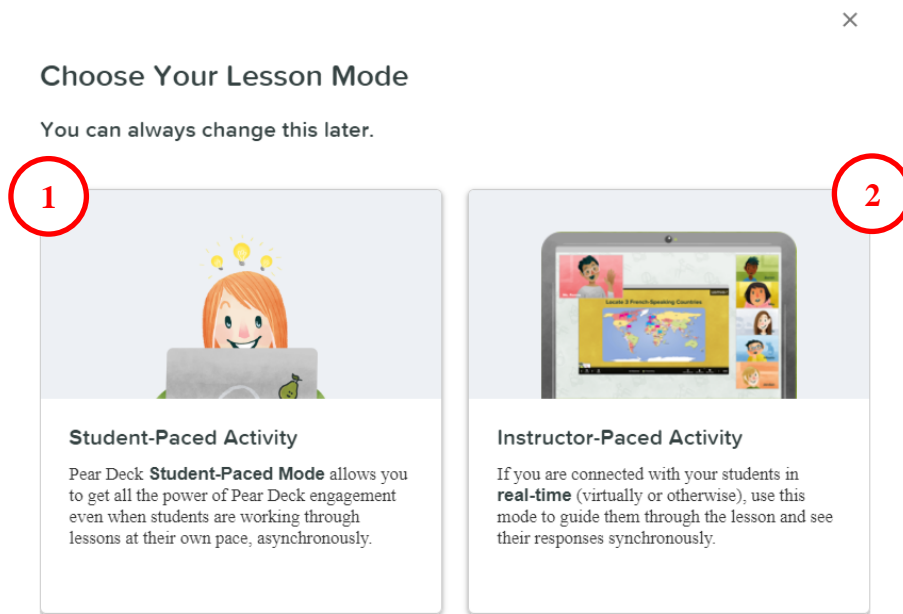 Choose Your Lesson Mode
You can always change this later.
1
2
Locate 3 French Speaking Countries
Student-Paced Activity
Pear Deck Student-Paced Mode allows you
to get all the power of Pear Deck engagement
even when students are working through
lessons at their own pace, asynchronously.
Instructor-Paced Activity
If you are connected with your students in
real-time (virtually or otherwise), use this
mode to guide them through the lesson and see
their responses synchronously.